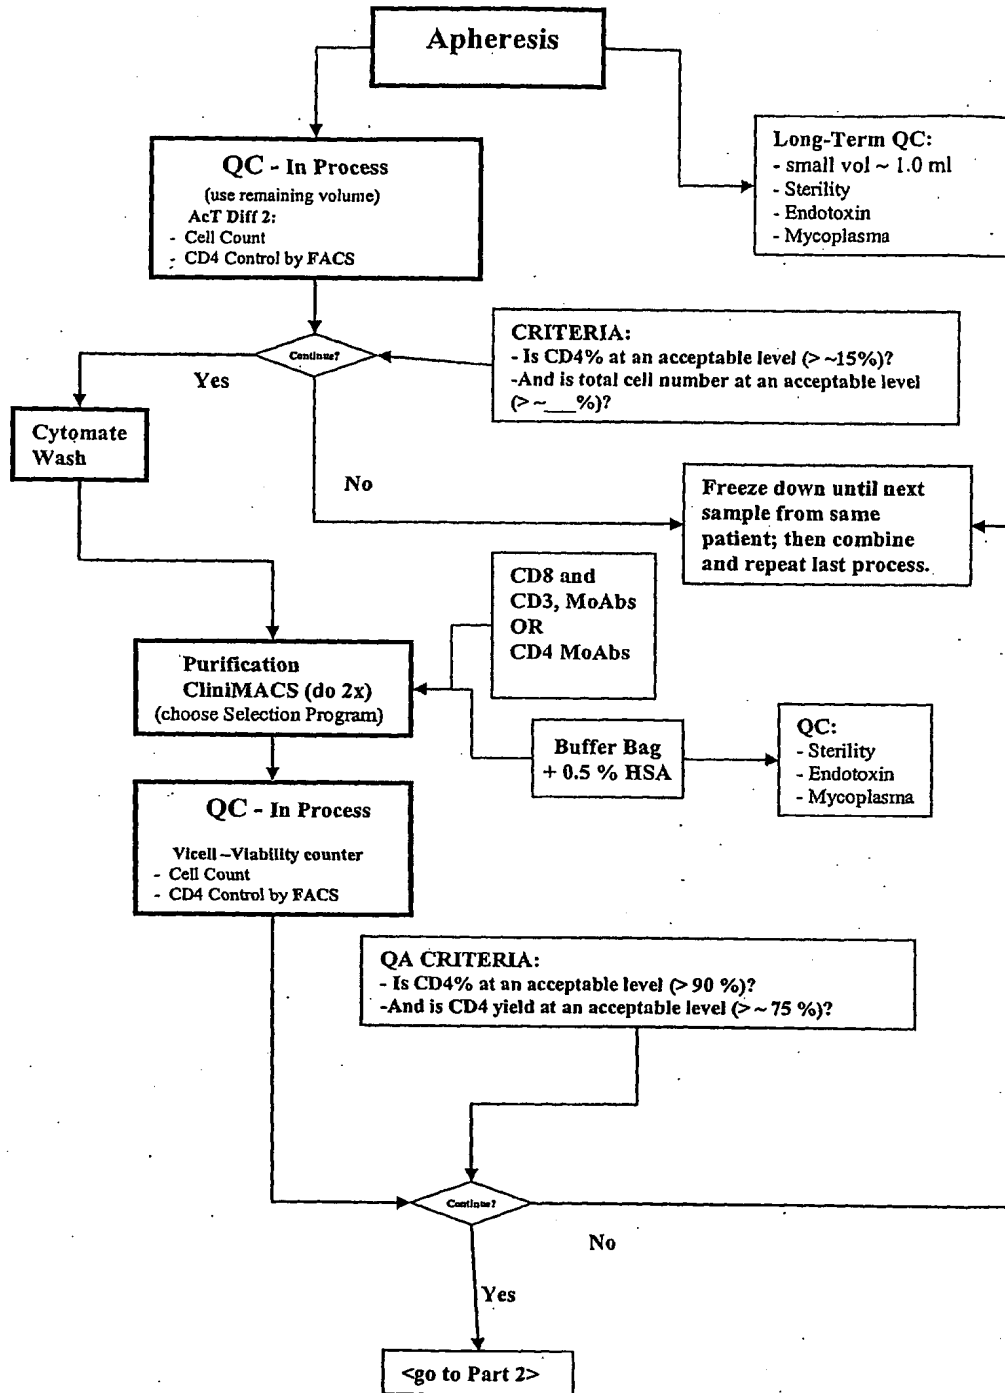 Apheresis
QC - In Process
(use remaining volume)
AcT Diff 2:
- Cell Count
- CD4 Control by FACS
Long-Term QC:
- small vol ~ 1.0 ml
- Sterility
- Endotoxin
- Mycoplasma
Continue?
CRITERIA:
- Is CD4% at an acceptable level (> ~15%)?
-And is total cell number at an acceptable level
(> ~___%)?
Yes
Cytomate
Wash
No
Freeze down until next
sample from same
patient; then combine
and repeat last process.
CD8 and
CD3, MoAbs
OR
CD4 MoAbs
Purification
CliniMACS (do 2x)
(choose Selection Program)
Buffer Bag
+ 0.5 % HSA
QC:
- Sterility
- Endotoxin
- Mycoplasma
QC - In Process
Vicell -Viability counter
- Cell Count
- CD4 Control by FACS
QA CRITERIA:
- Is CD4% at an acceptable level (> 90 %)?
-And is CD4 yield at an acceptable level (> ~ 75 %)?
Continue?
No
Yes
<go to Part 2>